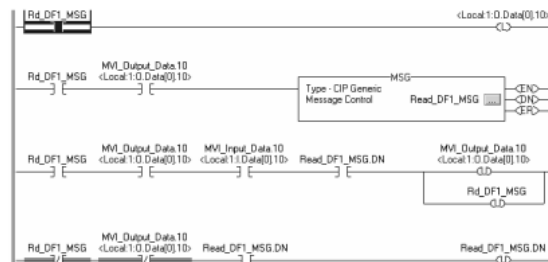 Rd_DF1_MSG
<Local:1:O.Data[0].10>
L
Rd_DF1_MSG
MVI_Output_Data.10
<Local:1:O.Data[0].10>
MSG
Type - CIP Generic
Message Control
Read_DF1_MSG
...
EN
DN
ER
Rd_DF1_MSG
MVI_Output_Data.10
<Local:1:O.Data[0].10>
MVI_Input_Data.10
<Local:1:I.Data[0].10>
Read_DF1_MSG.DN
MVI_Output_Data.10
<Local:1:O.Data[0].10>
U
Rd_DF1_MSG
U
Rd_DF1_MSG
MVI_Output_Data.10
<Local:1:O.Data[0].10>
Read_DF1_MSG.DN
Read_DF1_MSG.DN
U